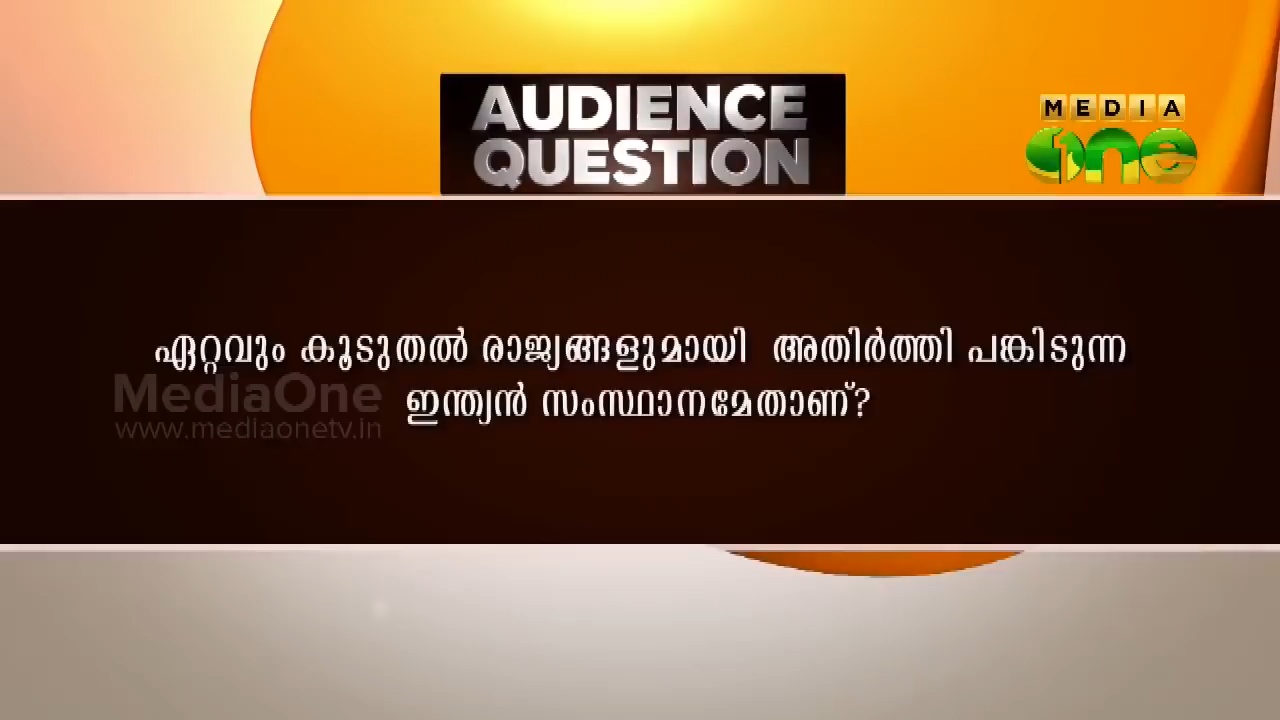 AUDIENCE
QUESTION
MEDIA
one
ഏറ്റവും കൂടുതൽ രാജ്യങ്ങളുമായി അതിർത്തി പങ്കിടുന്ന
ഇന്ത്യൻ സംസ്ഥാനമേതാണ്?
MediaOne
www.mediaonetv.in